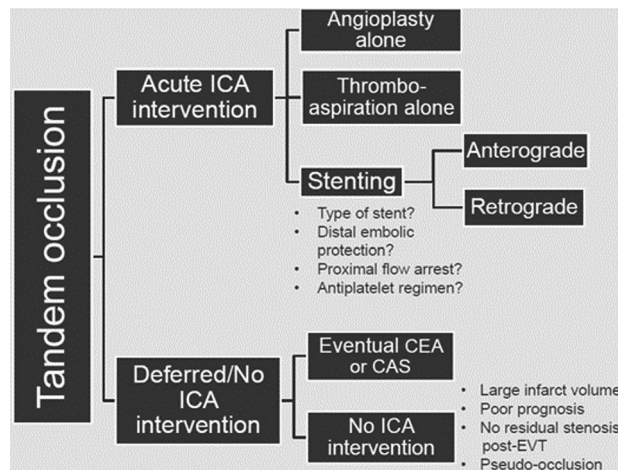 Tandem occlusion
Acute ICA
intervention
Angioplasty
alone
Thrombo-
aspiration alone
Stenting
Anterograde
Retrograde
• Type of stent?
• Distal embolic
protection?
• Proximal flow arrest?
• Antiplatelet regimen?
Deferred/No
ICA
intervention
Eventual CEA
or CAS
No ICA
intervention
• Large infarct volume
• Poor prognosis
• No residual stenosis
post-EVT
• Pseudo-occlusion